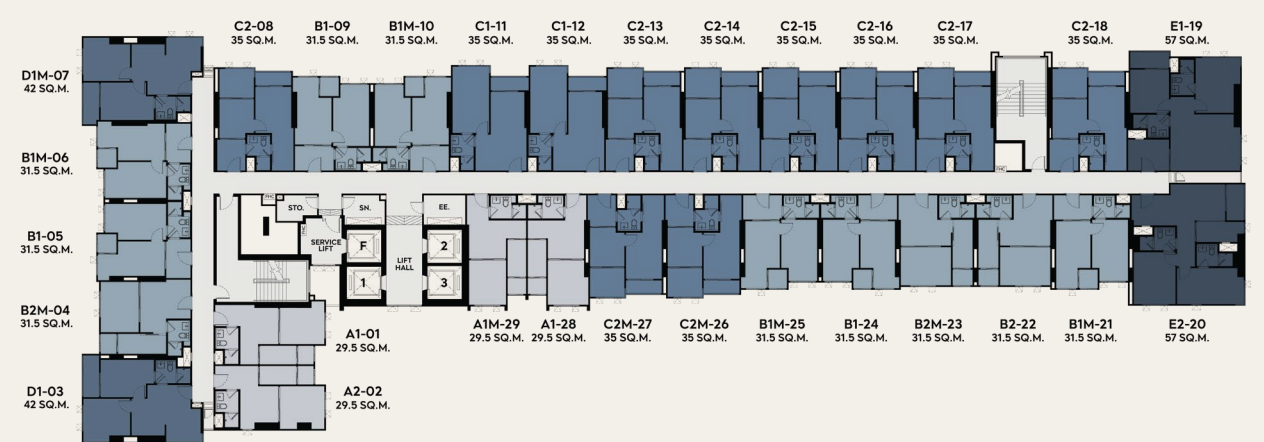 C2-08
35 SQ.M.
B1-09
31.5 SQ.M.
B1M-10
31.5 SQ.M.
C1-11
35 SQ.M.
C1-12
35 SQ.M.
C2-13
35 SQ.M.
C2-14
35 SQ.M.
C2-15
35 SQ.M.
C2-16
35 SQ.M.
C2-17
35 SQ.M.
C2-18
35 SQ.M.
E1-19
57 SQ.M.
D1M-07
42 SQ.M.
B1M-06
31.5 SQ.M.
B1-05
31.5 SQ.M.
B2M-04
31.5 SQ.M.
D1-03
42 SQ.M.
FHC
STO.
SN.
EE.
FHC
SERVICE
LIFT
F
1
LIFT
HALL
2
3
FHC
A1-01
29.5 SQ.M.
A2-02
29.5 SQ.M.
A1M-29
29.5 SQ.M.
A1-28
29.5 SQ.M.
C2M-27
35 SQ.M.
C2M-26
35 SQ.M.
B1M-25
31.5 SQ.M.
B1-24
31.5 SQ.M.
B2M-23
31.5 SQ.M.
B2-22
31.5 SQ.M.
B1M-21
31.5 SQ.M.
E2-20
57 SQ.M.